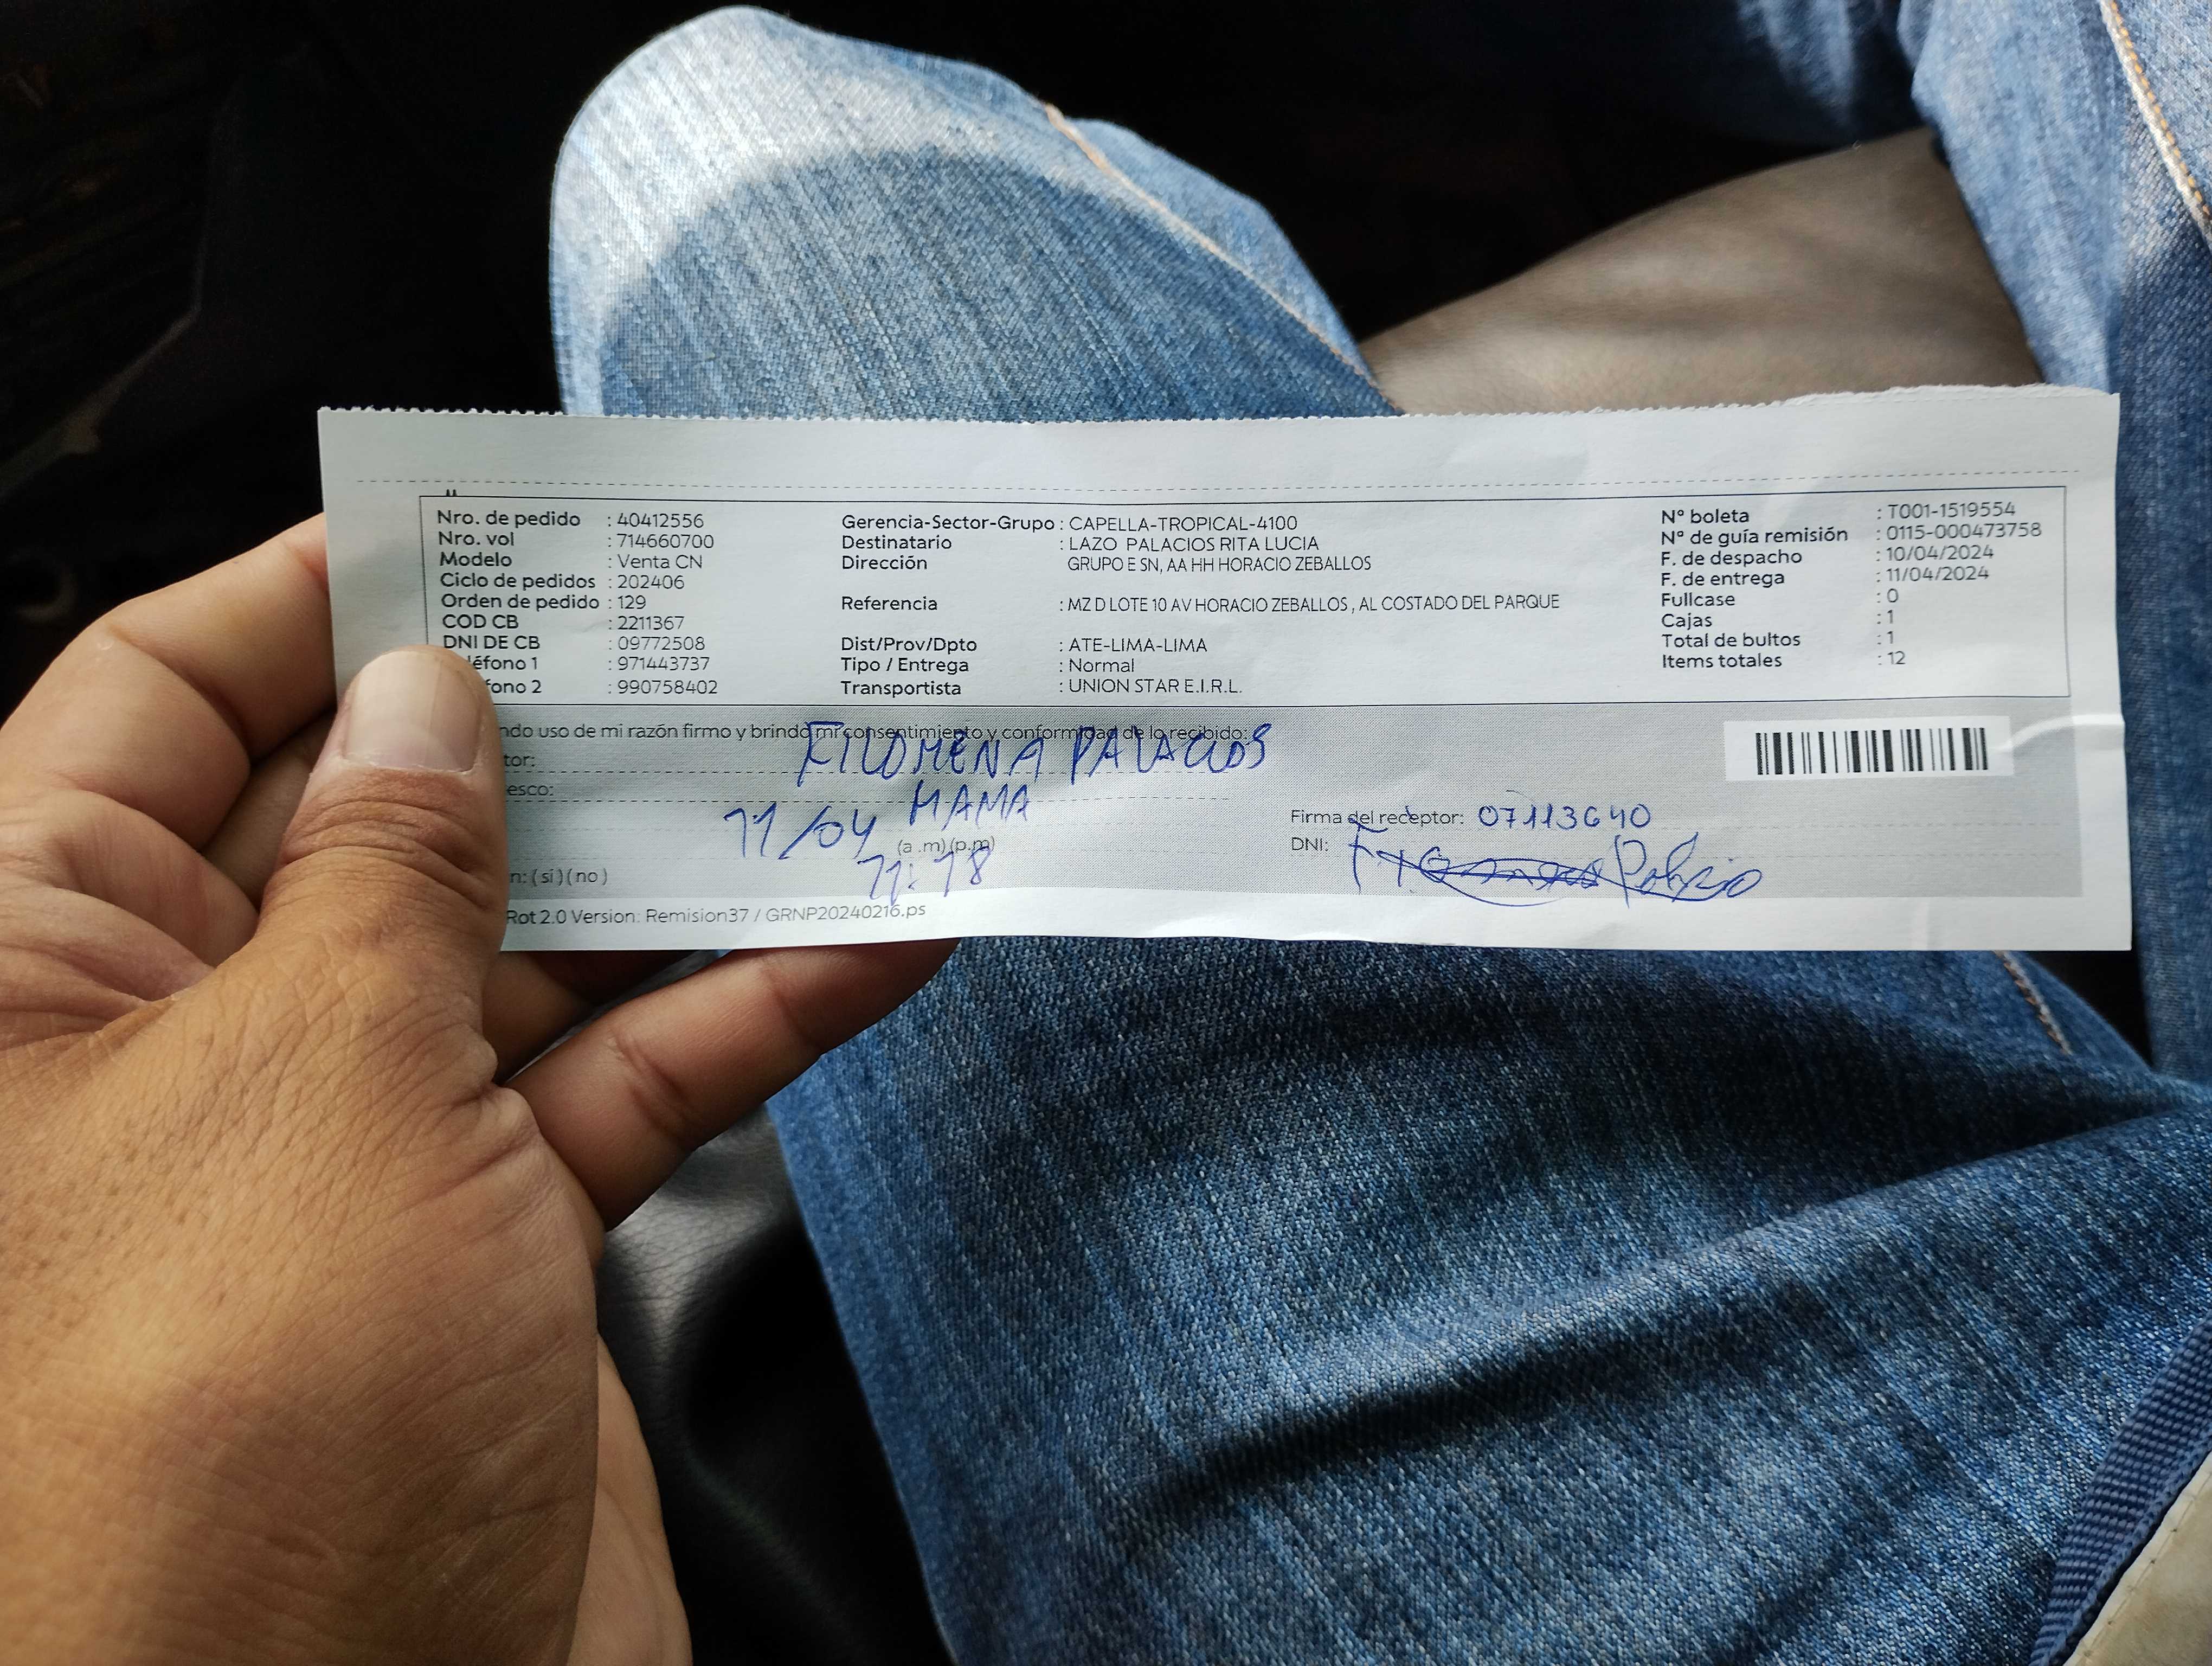 Nro. de pedido : 40412556
Nro. vol : 714660700
Modelo : Venta CN
Ciclo de pedidos : 202406
Orden de pedido : 129
COD CB : 2211367
DNI DE CB : 09772508
éfono 1 : 971443737
fono 2 : 990758402
Gerencia-Sector-Grupo : CAPELLA-TROPICAL-4100
Destinatario : LAZO PALACIOS RITA LUCIA
Dirección GRUPO E SN, AA HH HORACIO ZEBALLOS
Referencia : MZ D LOTE 10 AV HORACIO ZEBALLOS , AL COSTADO DEL PARQUE
Dist/Prov/Dpto : ATE-LIMA-LIMA
Tipo / Entrega : Normal
Transportista : UNION STAR E.I.R.L.
N° boleta : T001-1519554
N° de guía remisión : 0115-000473758
F. de despacho : 10/04/2024
F. de entrega : 11/04/2024
Fullcase : 0
Cajas : 1
Total de bultos : 1
Items totales : 12
ndo uso de mi razón firmo y brindo mi consentimiento y conformidad de lo recibido:
tor: FILOMENA PALACIOS
esco: MAMA
11/04
(a .m) (p.m)
11:18
n: ( sí ) ( no )
Firma del receptor: 07113640
DNI:
Rot 2.0 Version: Remision37 / GRNP20240216.ps